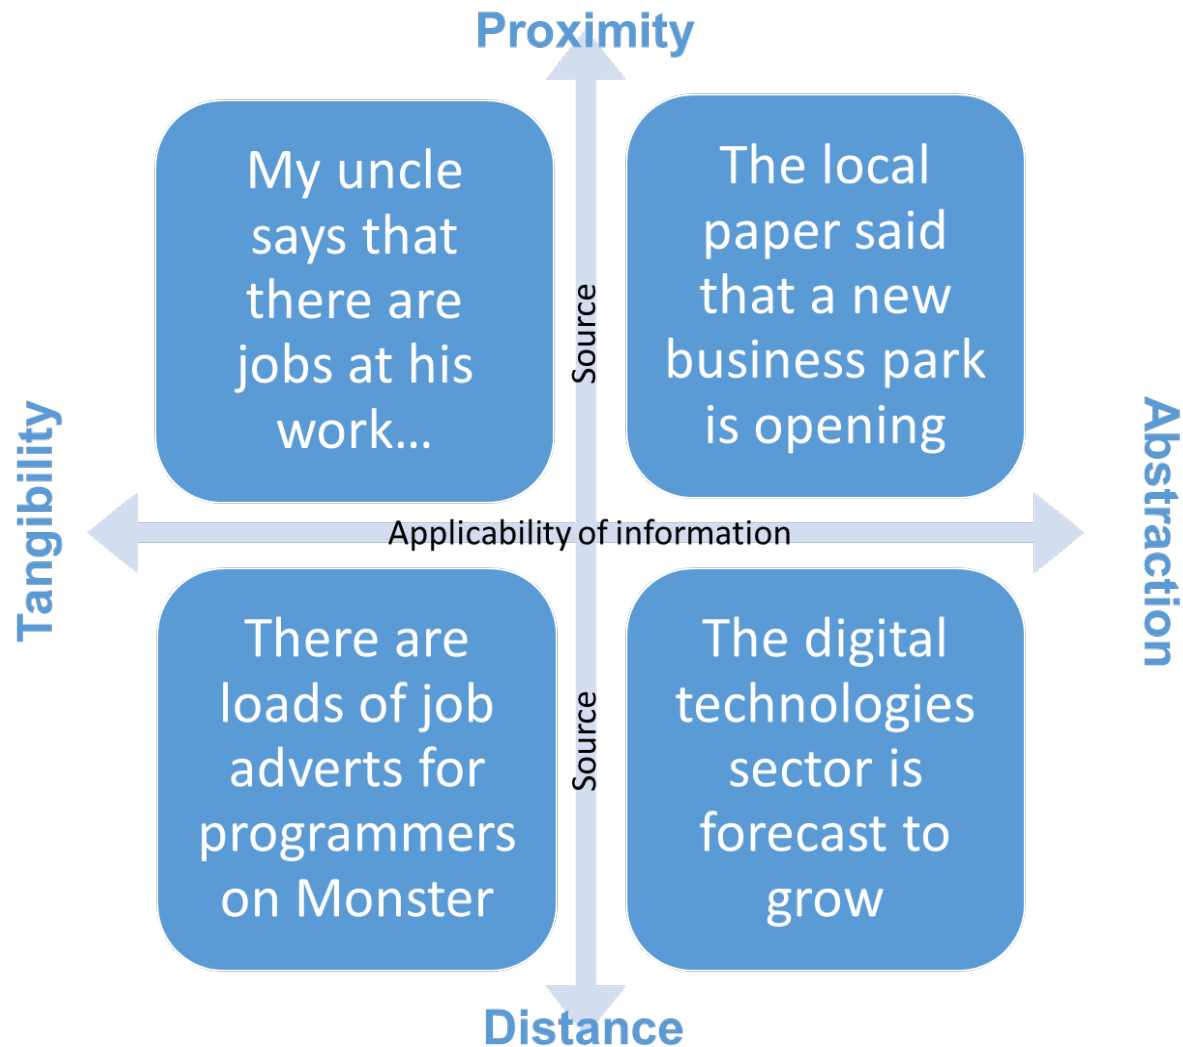 Proximity
My uncle
says that
there are
jobs at his
work...
The local
paper said
that a new
business park
is opening
Source
Tangibility
Abstraction
Applicability of information
There are
loads of job
adverts for
programmers
on Monster
The digital
technologies
sector is
forecast to
grow
Source
Distance